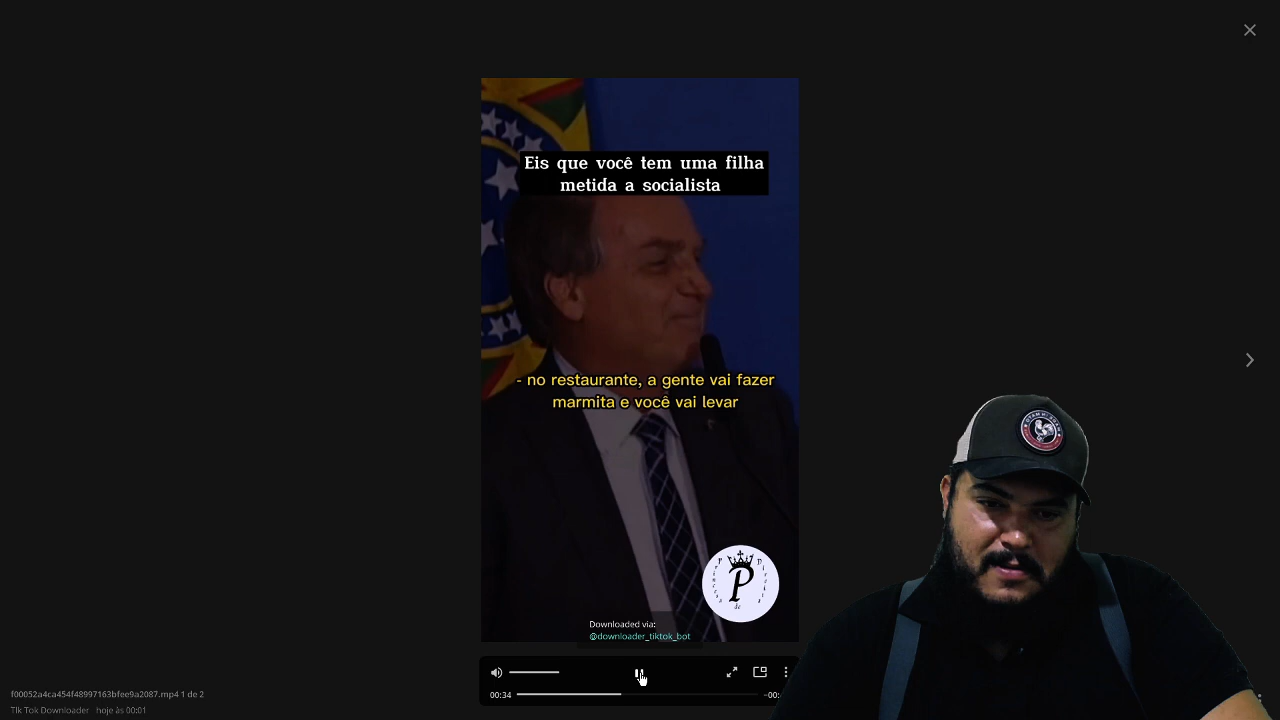 Eis que você tem uma filha
metida a socialista
- no restaurante, a gente vai fazer
marmita e você vai levar
P
Downloaded via:
@downloader_tiktok_bot
00:34
-00:
f00052a4ca454f48997163bfee9a2087.mp4 1 de 2
Tik Tok Downloader hoje às 00:01